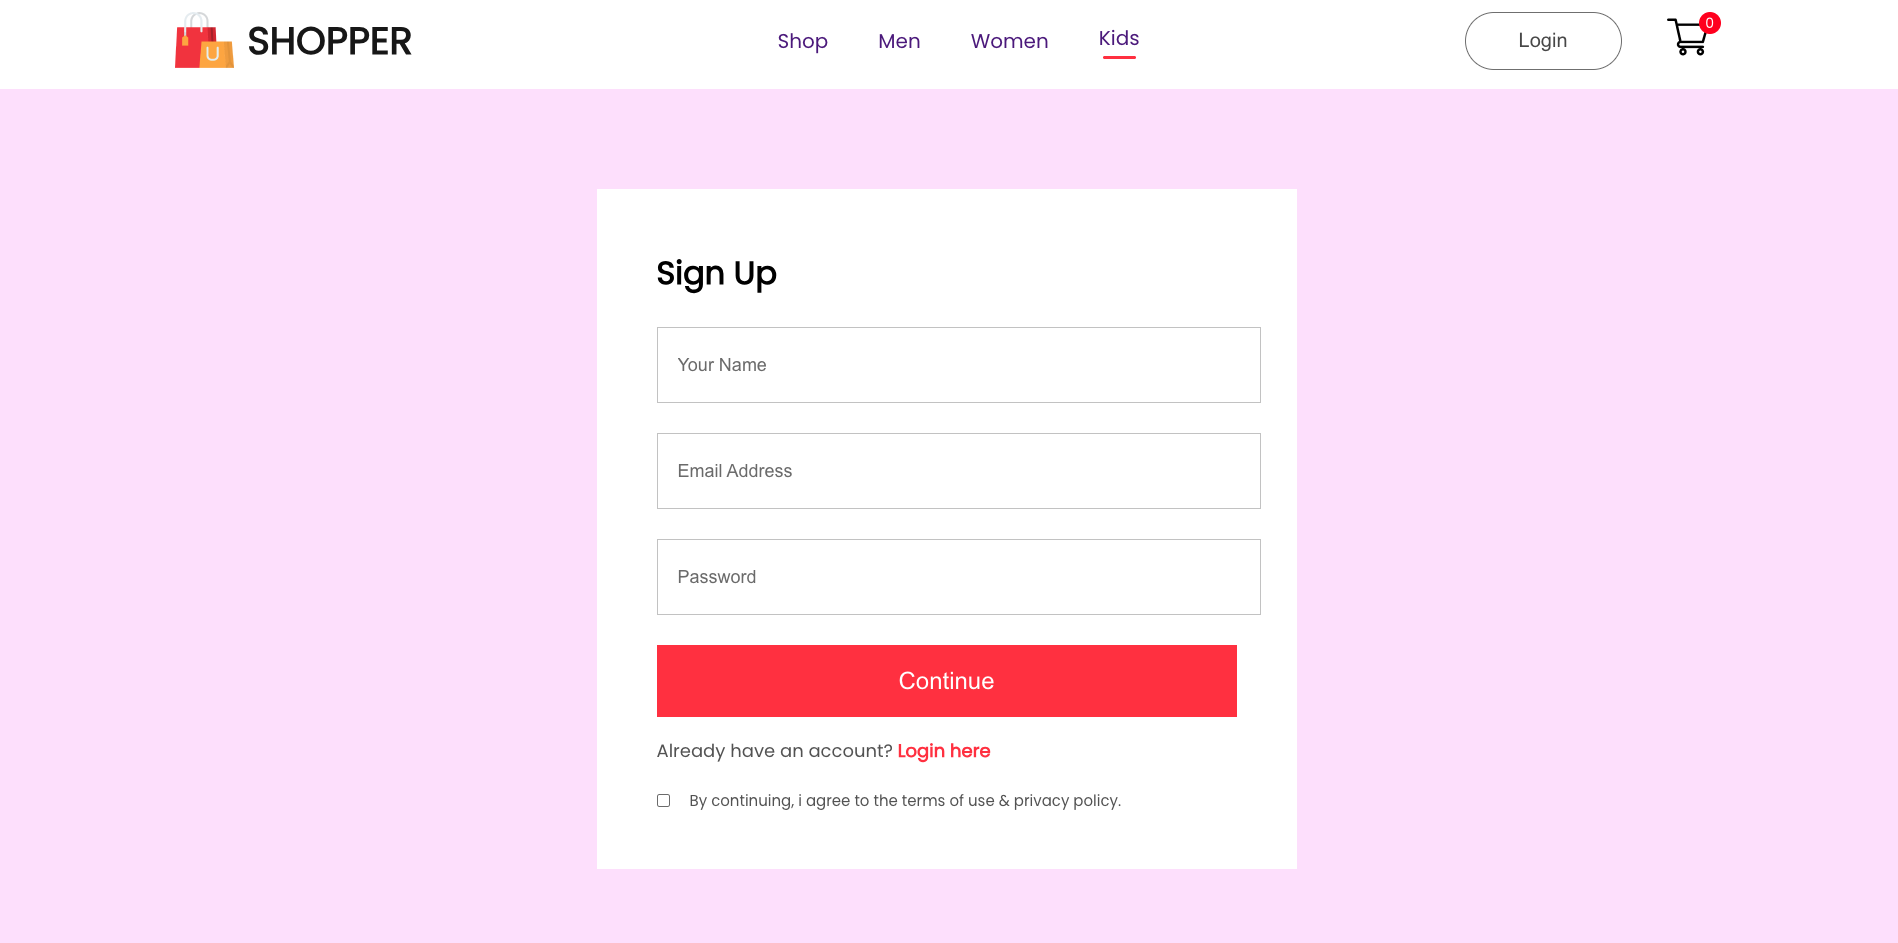 U SHOPPER
Shop Men Women Kids
Login
0
Sign Up
Your Name
Email Address
Password
Continue
Already have an account? Login here
By continuing, i agree to the terms of use & privacy policy.